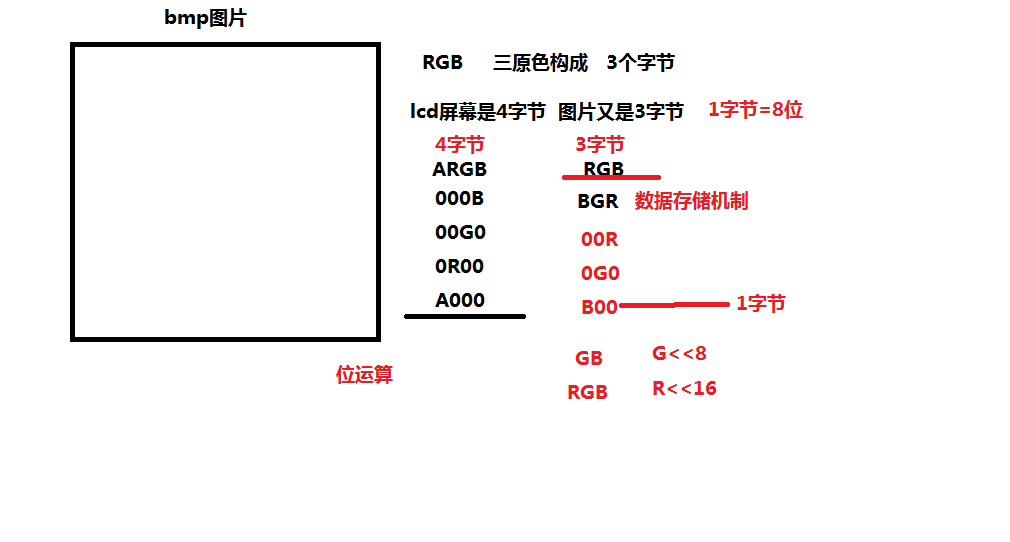 bmp图片
RGB 三原色构成 3个字节
lcd屏幕是4字节 图片又是3字节 1字节=8位
4字节 3字节
ARGB RGB
000B BGR 数据存储机制
00G0 00R
0R00 0G0
A000 B00 1字节
GB G<<8
位运算
RGB R<<16